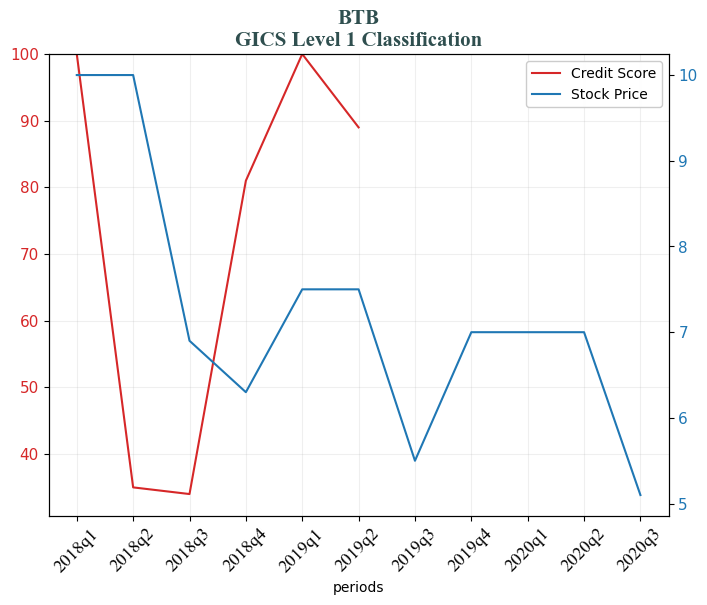 BTB
GICS Level 1 Classification
100
90
80
70
60
50
40
10
9
8
7
6
5
Credit Score
Stock Price
2018q1
2018q2
2018q3
2018q4
2019q1
2019q2
2019q3
2019q4
2020q1
2020q2
2020q3
periods